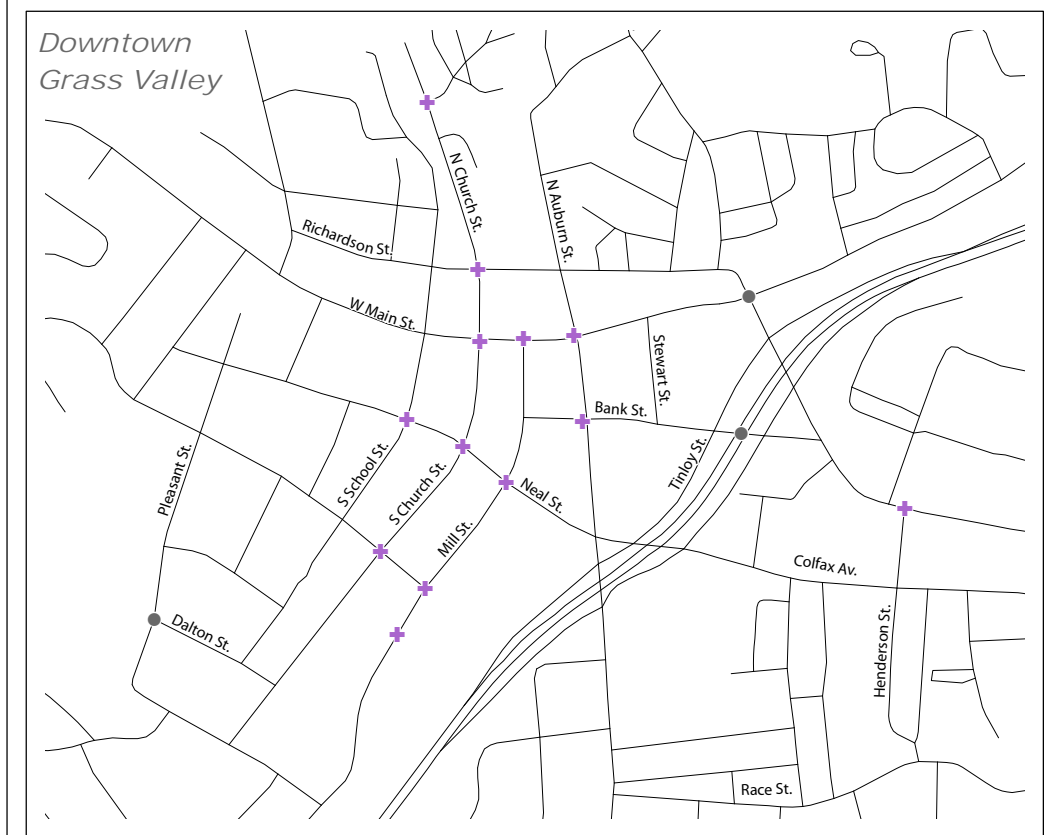 Downtown
Grass Valley
N Church St.
N Auburn St.
Richardson St.
W Main St.
Stewart St.
Bank St.
Pleasant St.
S School St.
S Church St.
Tinloy St.
Neal St.
Mill St.
Colfax Av.
Dalton St.
Henderson St.
Race St.